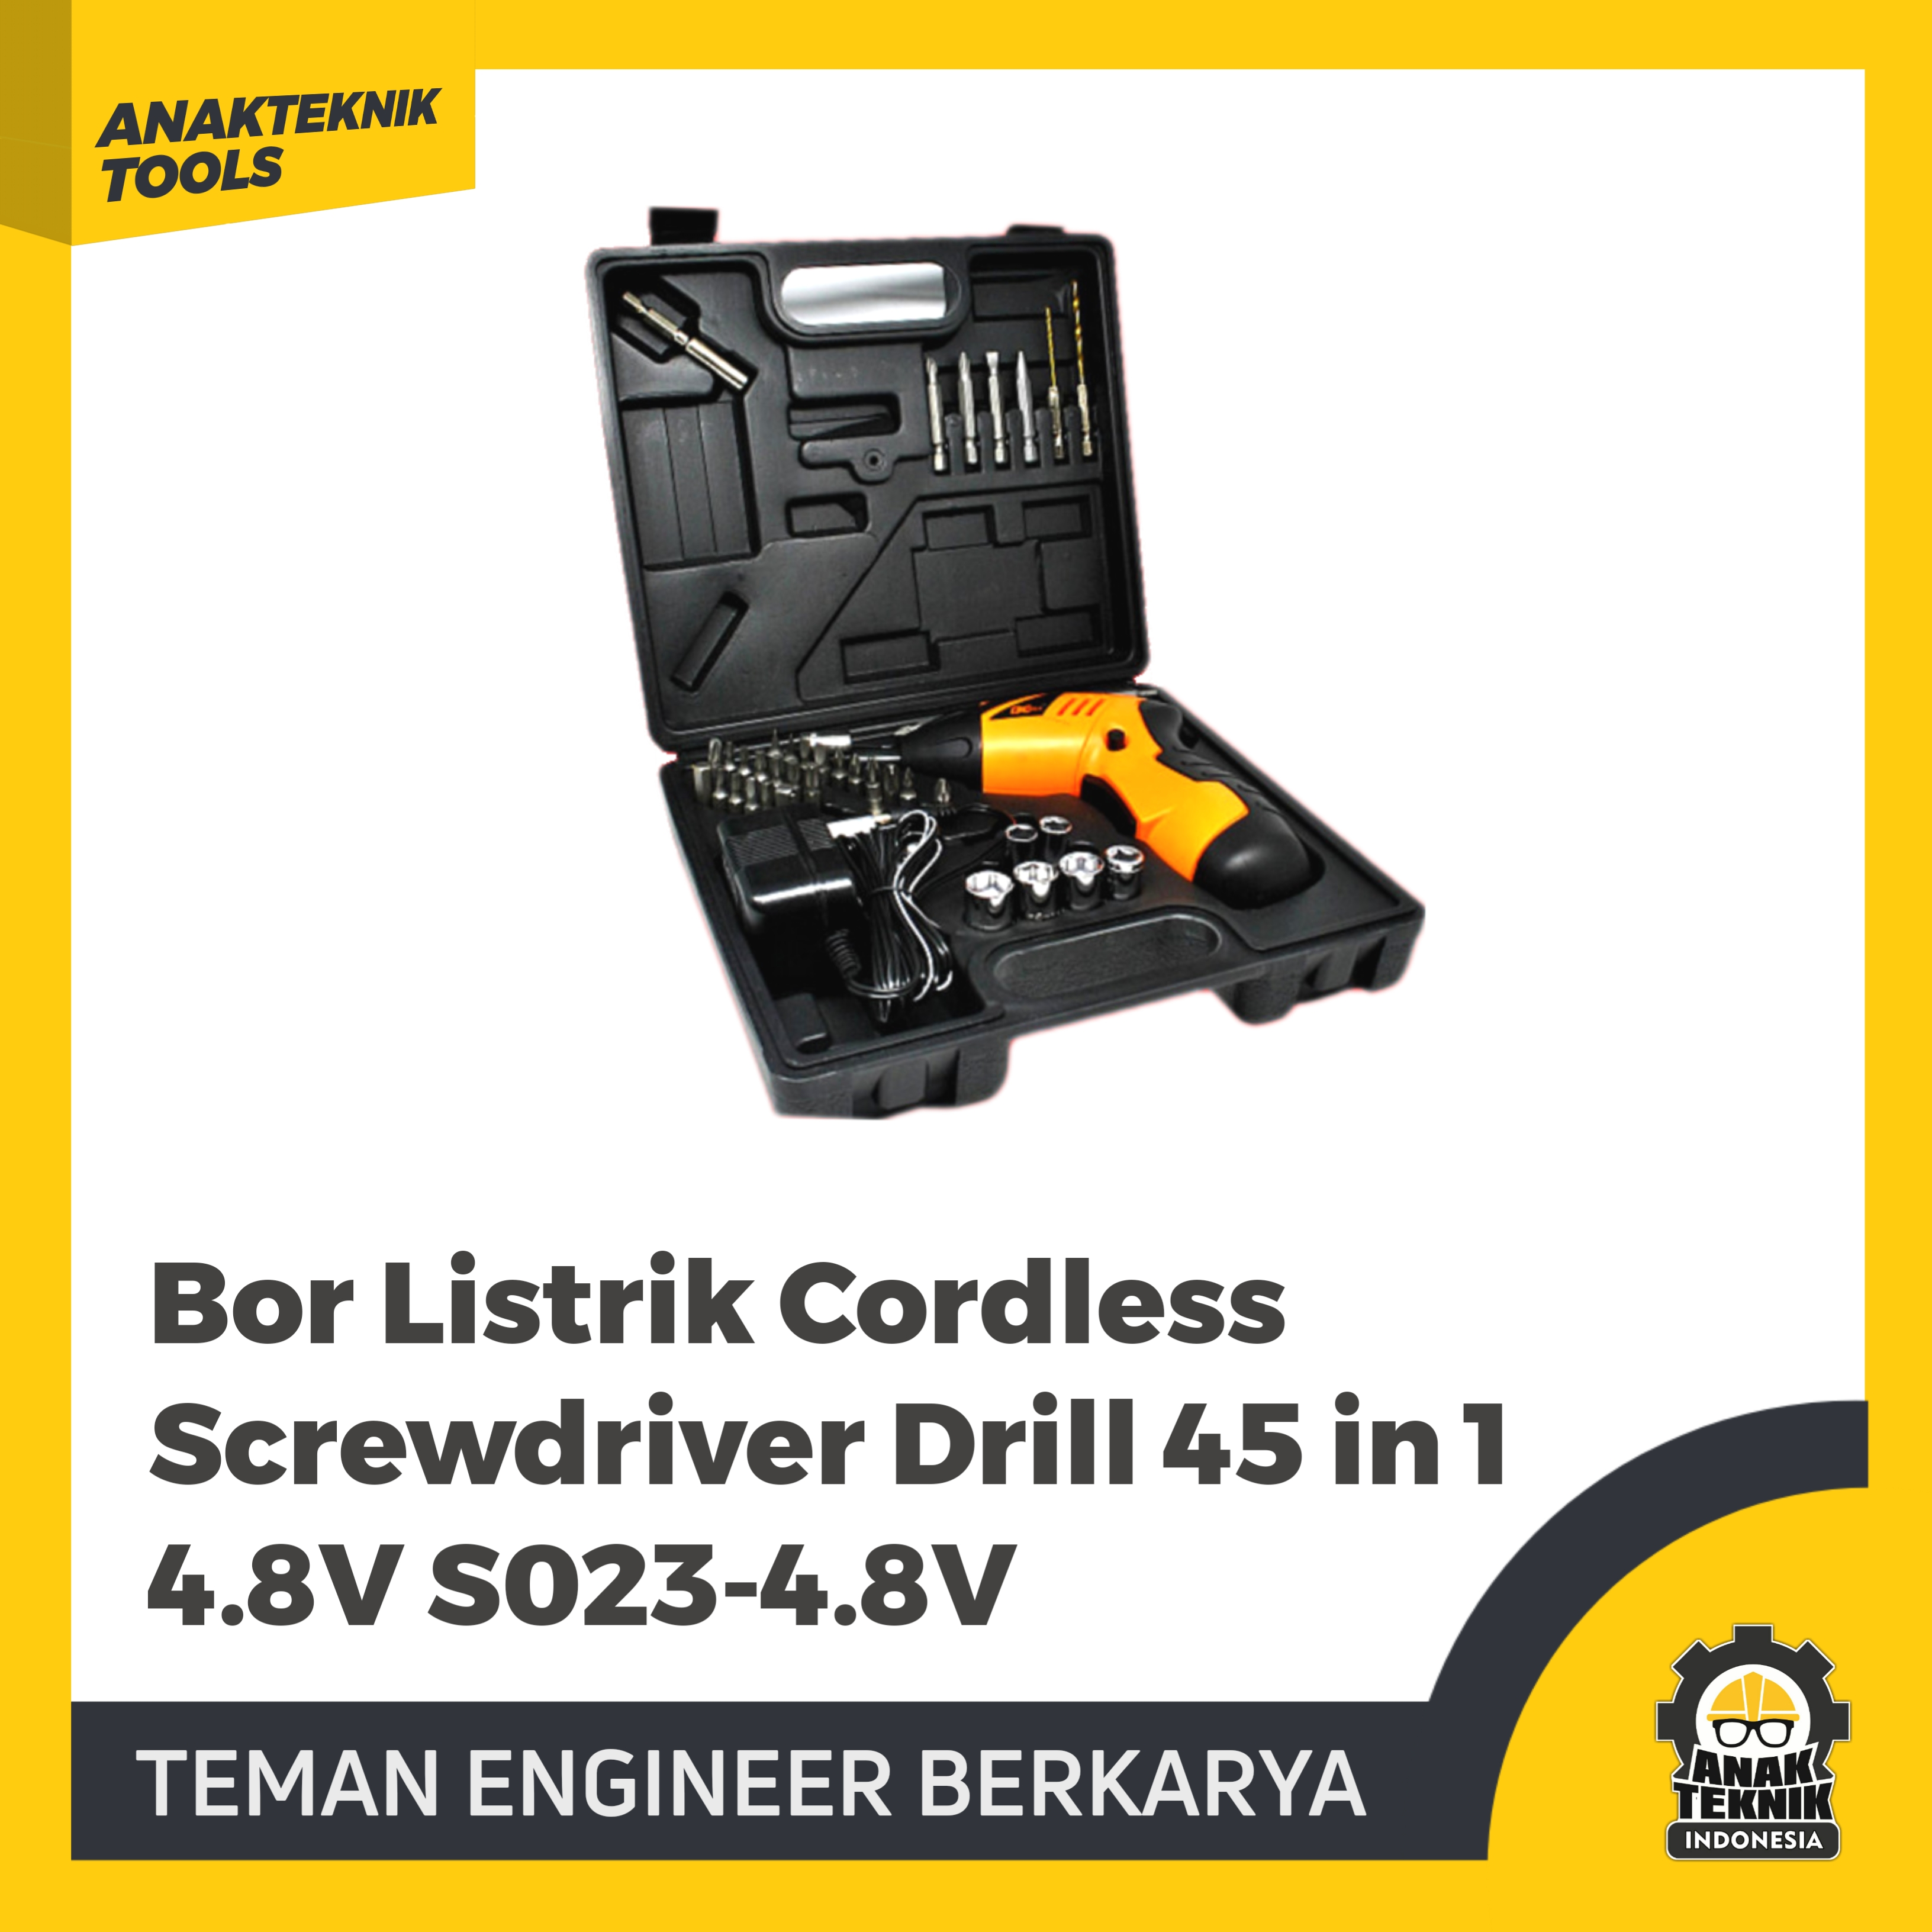 ANAKTEKNIK
TOOLS
Bor Listrik Cordless
Screwdriver Drill 45 in 1
4.8V S023-4.8V
TEMAN ENGINEER BERKARYA
ANAK
TEKNIK
INDONESIA